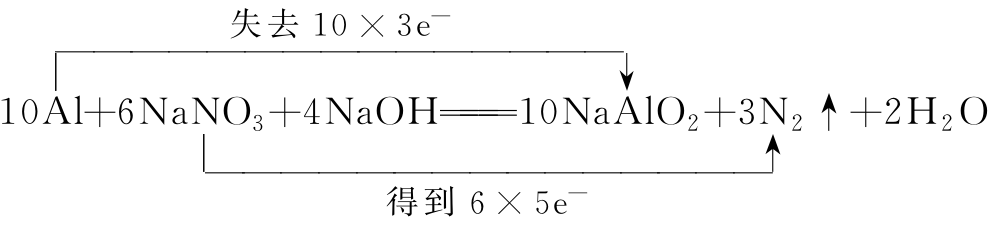 失去 10 × 3e⁻
10Al+6NaNO₃+4NaOH═══10NaAlO₂+3N₂↑+2H₂O
得到 6 × 5e⁻